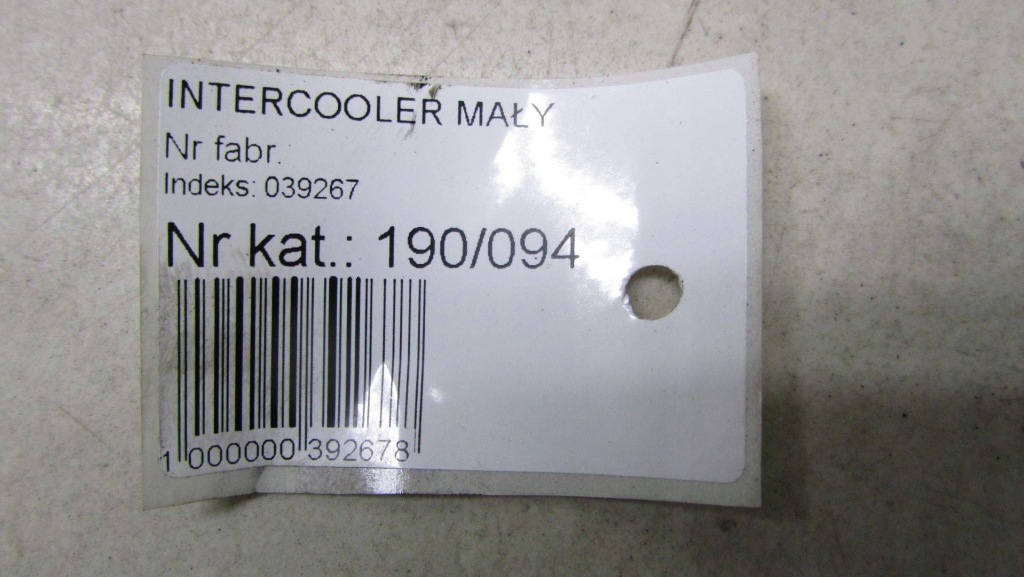 INTERCOOLER MAŁY
Nr fabr.
Indeks: 039267
Nr kat.: 190/094
1 000000 392678